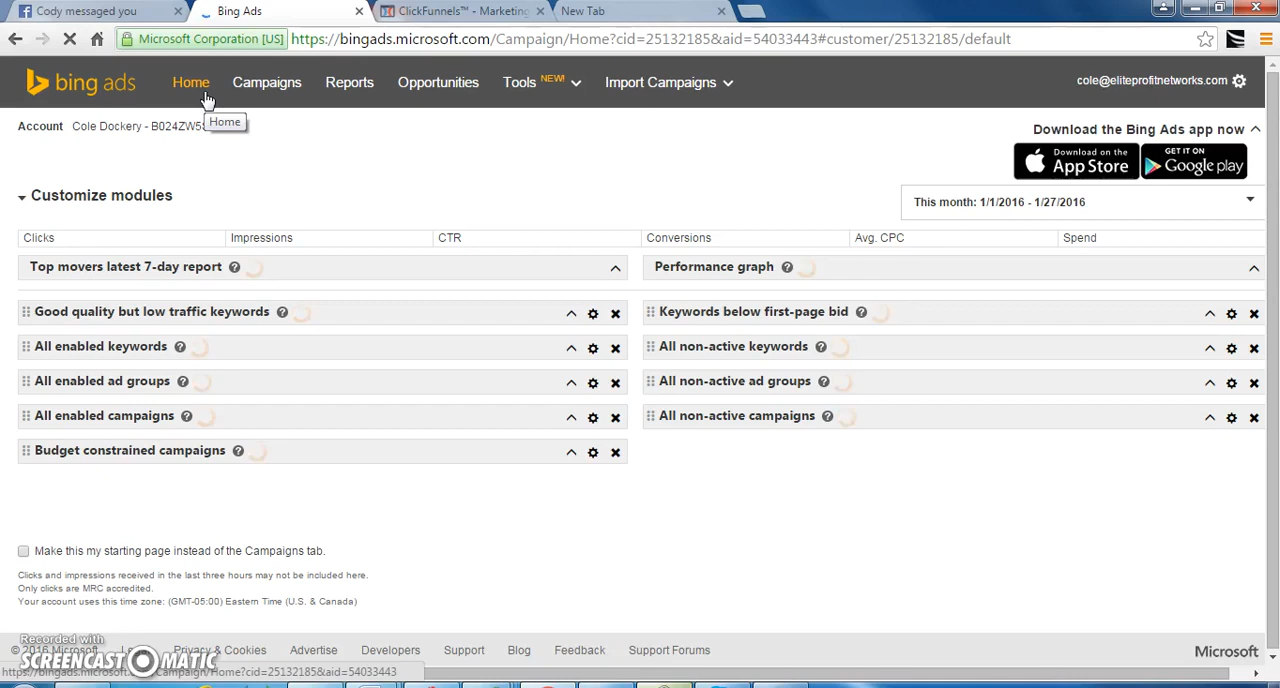 Cody messaged you
Bing Ads
ClickFunnels™ - Marketing
New Tab
Microsoft Corporation [US]
https://bingads.microsoft.com/Campaign/Home?cid=25132185&aid=54033443#customer/25132185/default
bing ads
Home
Campaigns
Reports
Opportunities
Tools NEW!
Import Campaigns
cole@eliteprofitnetworks.com
Home
Account Cole Dockery - B024ZW5
Download the Bing Ads app now
Download on the App Store
GET IT ON Google play
Customize modules
This month: 1/1/2016 - 1/27/2016
Clicks Impressions CTR Conversions Avg. CPC Spend
Top movers latest 7-day report
Performance graph
Good quality but low traffic keywords
Keywords below first-page bid
All enabled keywords
All non-active keywords
All enabled ad groups
All non-active ad groups
All enabled campaigns
All non-active campaigns
Budget constrained campaigns
Make this my starting page instead of the Campaigns tab.
Clicks and impressions received in the last three hours may not be included here.
Only clicks are MRC accredited.
Your account uses this time zone: (GMT-05:00) Eastern Time (U.S. & Canada)
Recorded with
SCREENCAST MATIC
© 2016 Microsoft
Privacy & Cookies
Advertise
Developers
Support
Blog
Feedback
Support Forums
Microsoft
https://bingads.microsoft.com/Campaign/Home?cid=25132185&aid=54033443